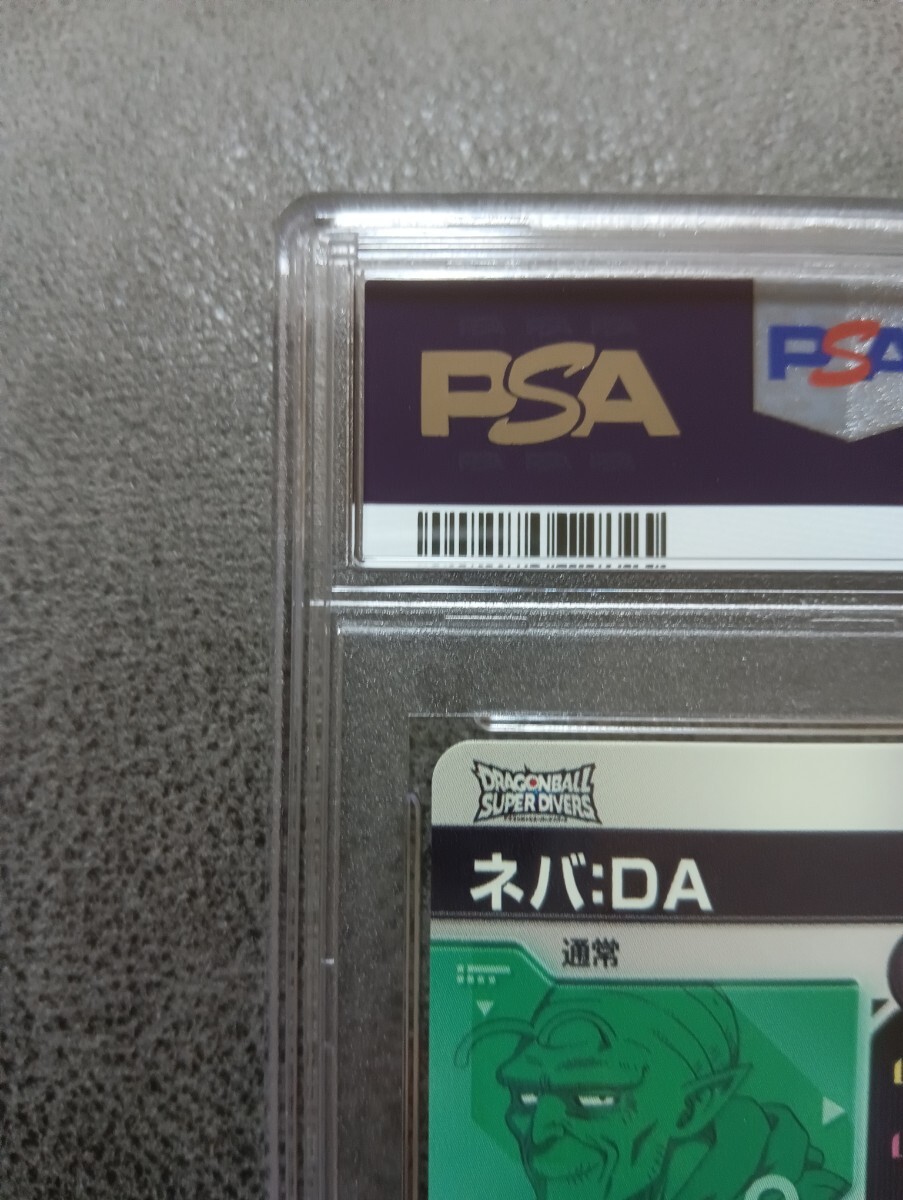 PSA
PSA
DRAGONBALL
SUPER DIVERS
ネバ:DA
通常